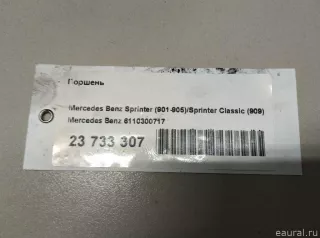 Поршень
Mercedes Benz Sprinter (901-905)/Sprinter Classic (909)
Mercedes Benz 6110300717
23 733 307
eaural.ru